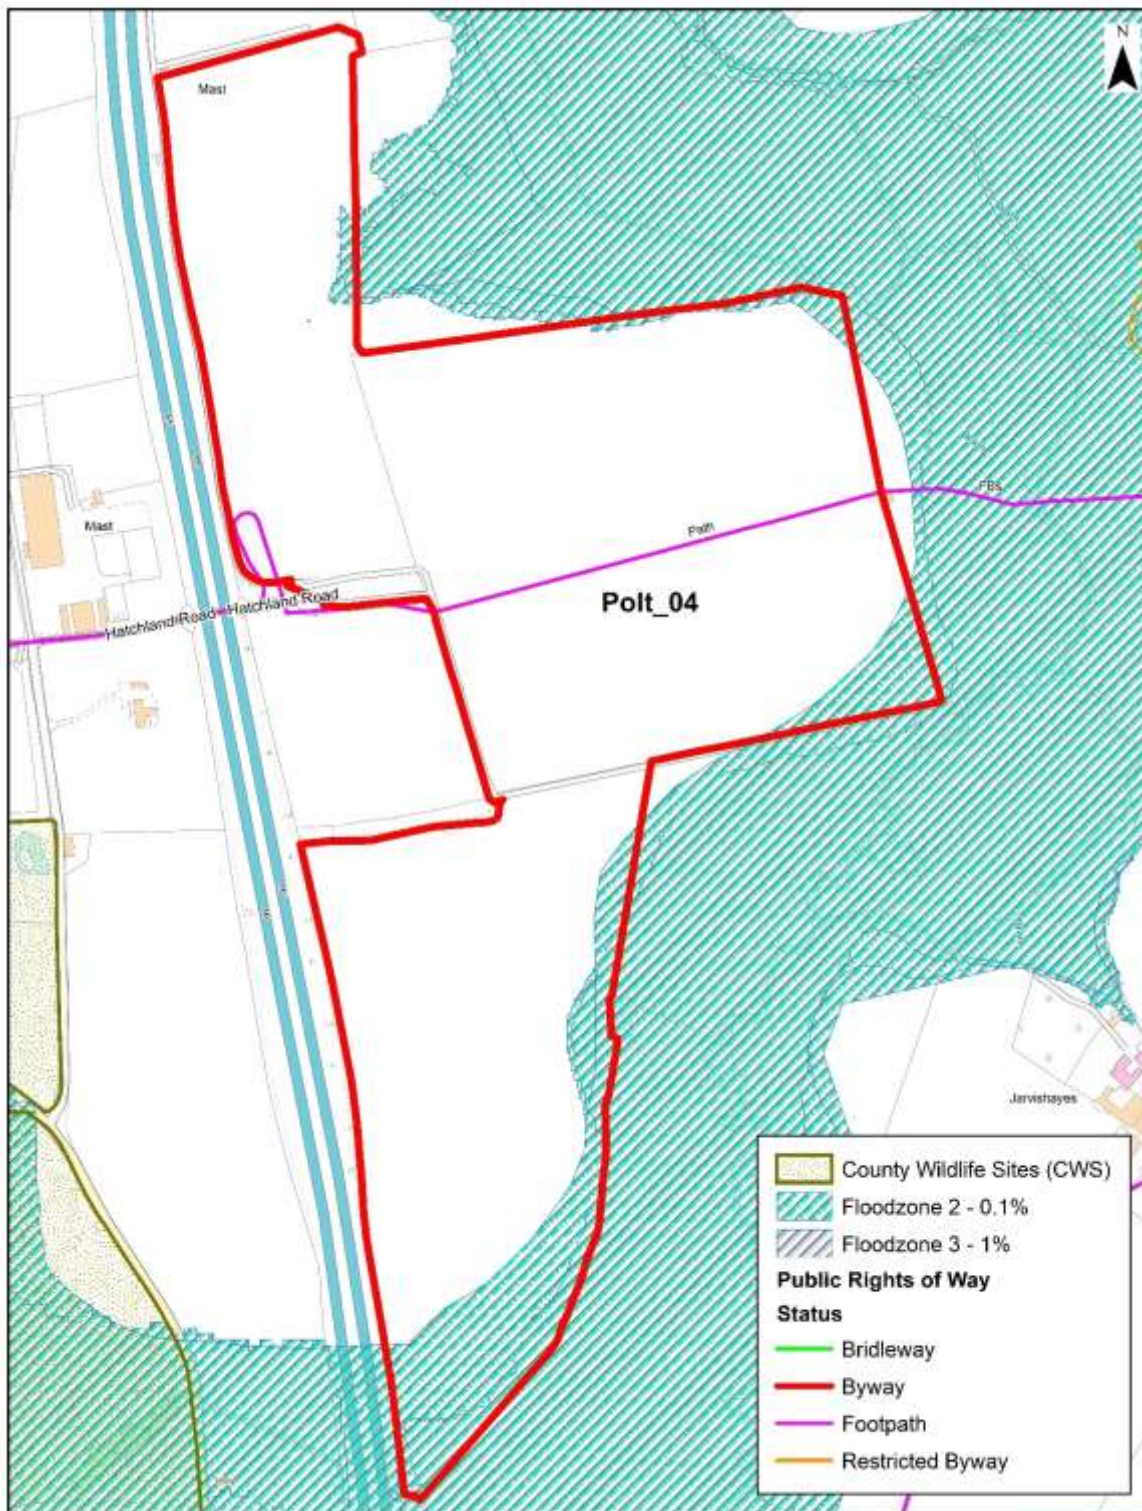 N
Mast
Mast
Path
FBs
Hatchland Road
Hatchland Road
Polt_04
Jarvishayes
County Wildlife Sites (CWS)
Floodzone 2 - 0.1%
Floodzone 3 - 1%
Public Rights of Way
Status
Bridleway
Byway
Footpath
Restricted Byway